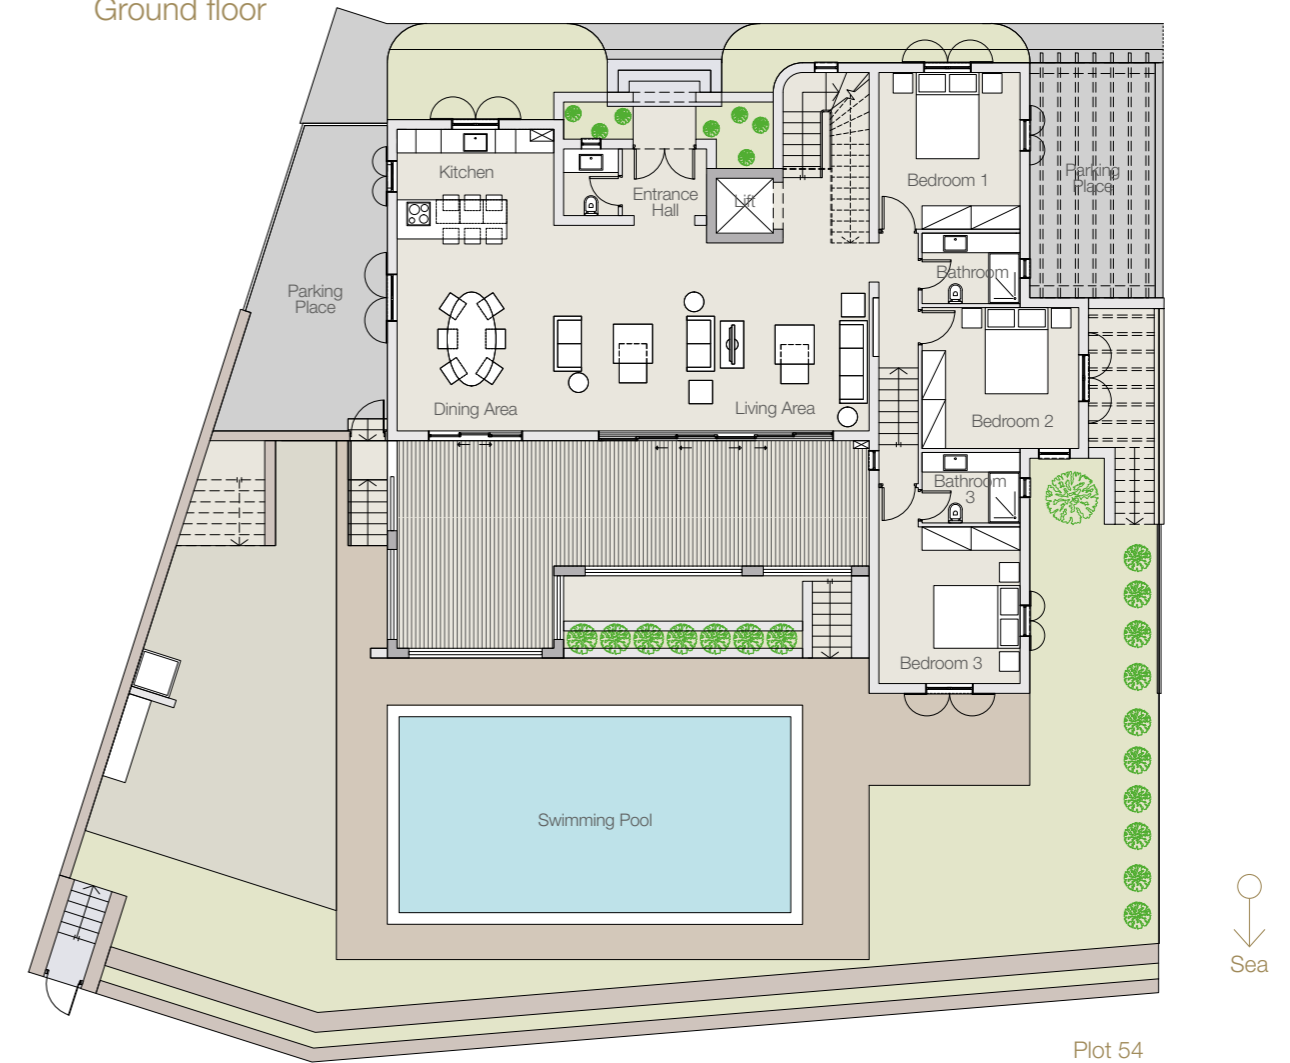 Ground floor
Kitchen
Entrance
Hall
Lift
Bedroom 1
Parking
Place
Bathroom
Parking
Place
Dining Area
Living Area
Bedroom 2
Bathroom
3
Bedroom 3
Swimming Pool
Sea
Plot 54